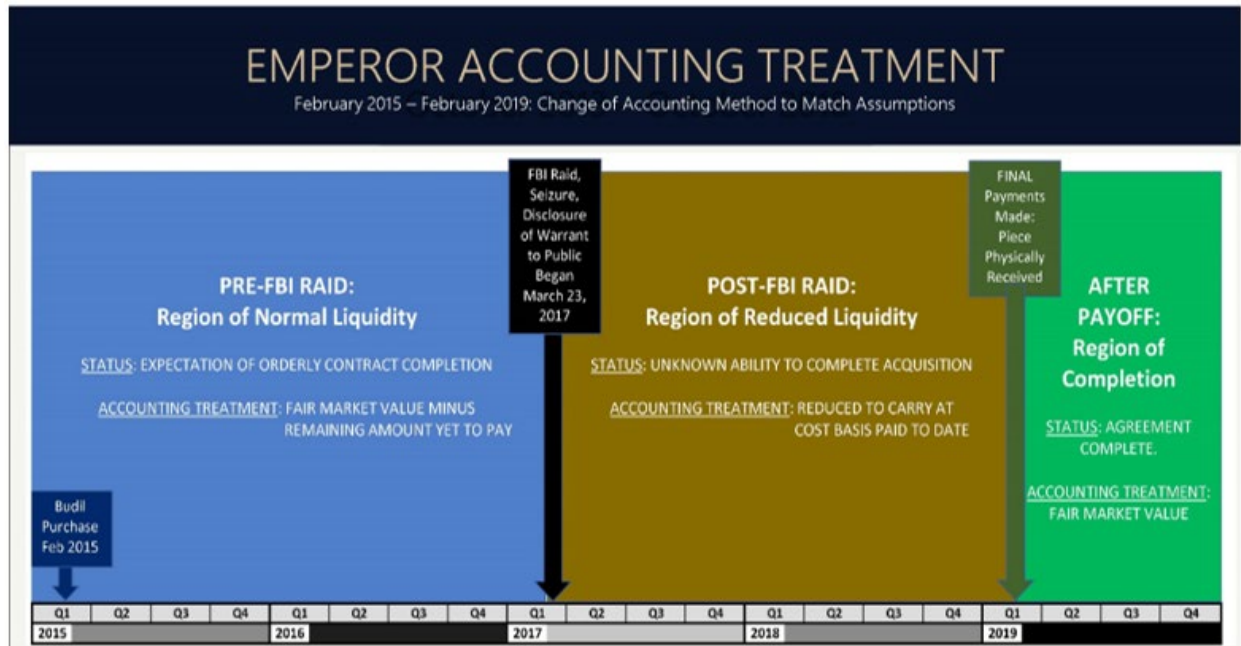 EMPEROR ACCOUNTING TREATMENT
February 2015 – February 2019: Change of Accounting Method to Match Assumptions
FBI Raid,
Seizure,
Disclosure
of Warrant
to Public
Began
March 23,
2017
FINAL
Payments
Made:
Piece
Physically
Received
PRE-FBI RAID:
Region of Normal Liquidity
STATUS: EXPECTATION OF ORDERLY CONTRACT COMPLETION
ACCOUNTING TREATMENT: FAIR MARKET VALUE MINUS
REMAINING AMOUNT YET TO PAY
POST-FBI RAID:
Region of Reduced Liquidity
STATUS: UNKNOWN ABILITY TO COMPLETE ACQUISITION
ACCOUNTING TREATMENT: REDUCED TO CARRY AT
COST BASIS PAID TO DATE
AFTER
PAYOFF:
Region of
Completion
STATUS: AGREEMENT
COMPLETE.
ACCOUNTING TREATMENT:
FAIR MARKET VALUE
Budil
Purchase
Feb 2015
Q1 Q2 Q3 Q4 Q1 Q2 Q3 Q4 Q1 Q2 Q3 Q4 Q1 Q2 Q3 Q4 Q1 Q2 Q3 Q4
2015 2016 2017 2018 2019